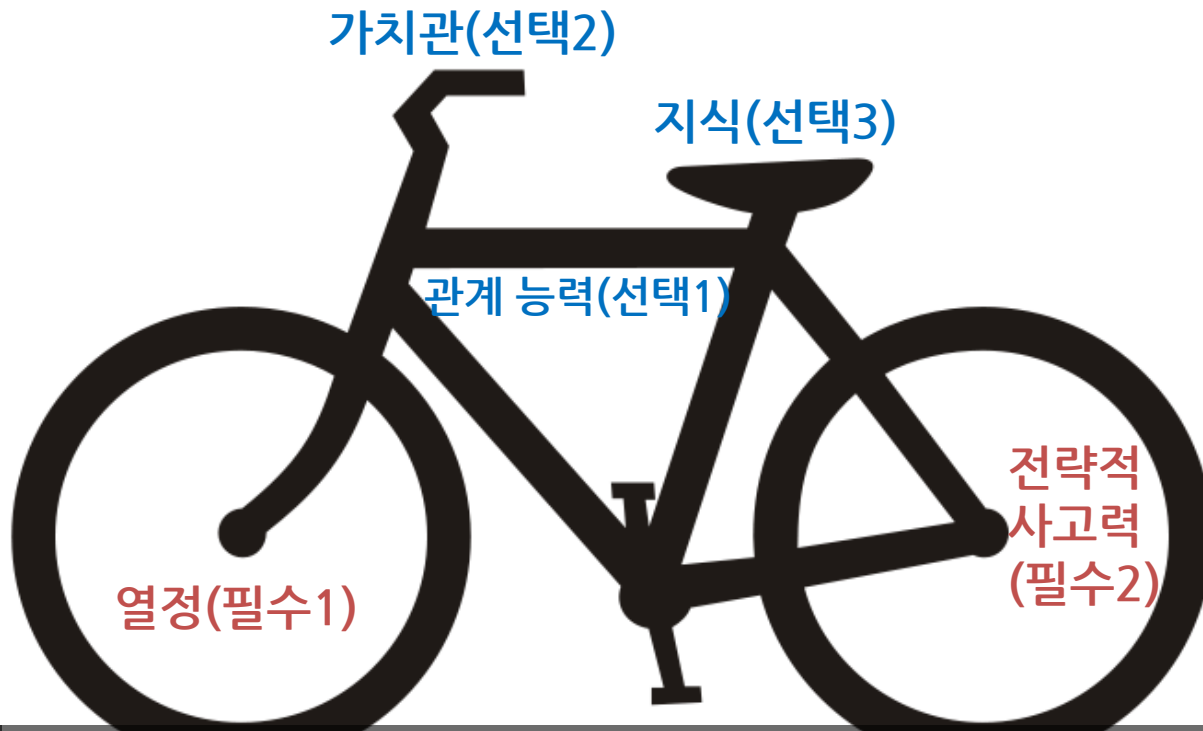 가치관(선택2)
지식(선택3)
관계 능력(선택1)
열정(필수1)
전략적
사고력
(필수2)